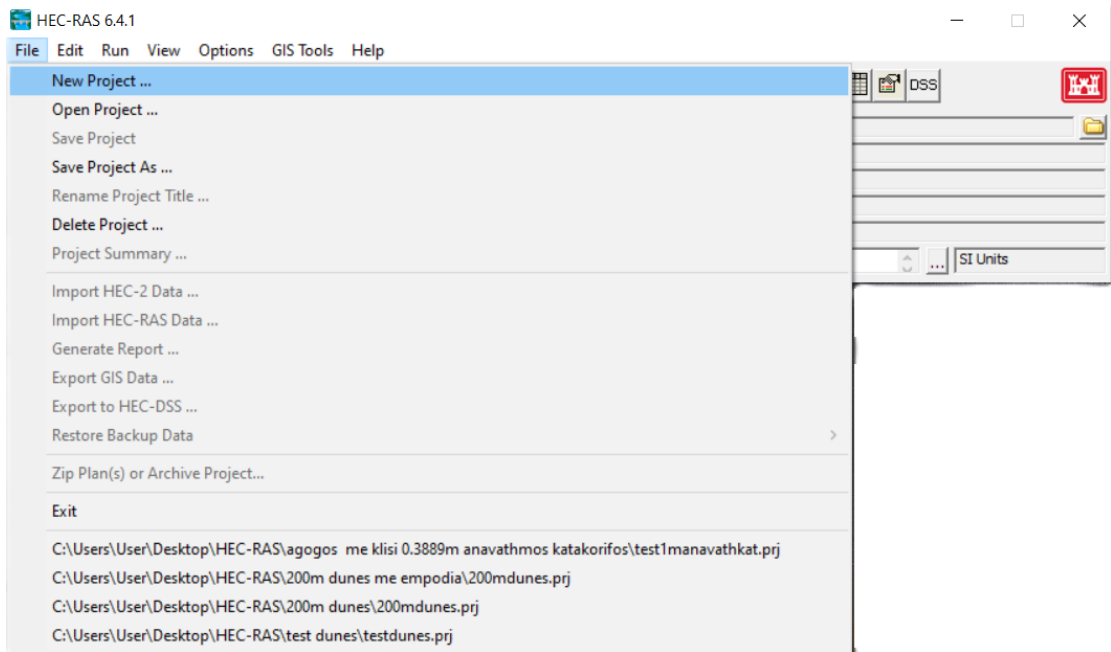 HEC-RAS 6.4.1
File Edit Run View Options GIS Tools Help
New Project ...
DSS
Open Project ...
Save Project
Save Project As ...
Rename Project Title ...
Delete Project ...
Project Summary ...
... SI Units
Import HEC-2 Data ...
Import HEC-RAS Data ...
Generate Report ...
Export GIS Data ...
Export to HEC-DSS ...
Restore Backup Data
Zip Plan(s) or Archive Project...
Exit
C:\Users\User\Desktop\HEC-RAS\agogos  me klisi 0.3889m anavathmos katakorifos\test1manavathkat.prj
C:\Users\User\Desktop\HEC-RAS\200m dunes me empodia\200mdunes.prj
C:\Users\User\Desktop\HEC-RAS\200m dunes\200mdunes.prj
C:\Users\User\Desktop\HEC-RAS\test dunes\testdunes.prj